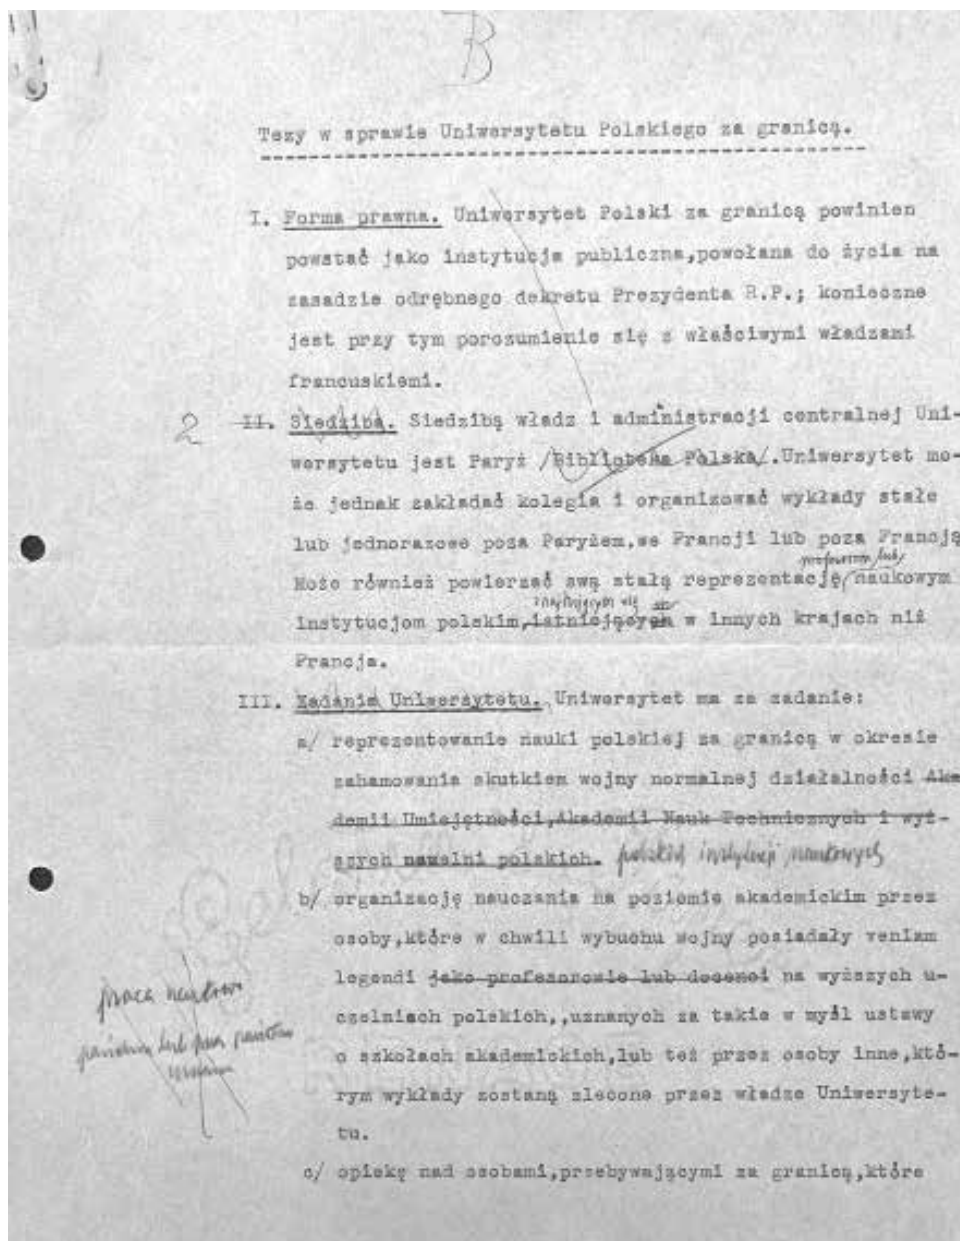 B
Tezy w sprawie Uniwersytetu Polskiego za granicą.
I. Forma prawna. Uniwersytet Polski za granicą powinien
powstać jako instytucja publiczna,powołana do życia na
zasadzie odrębnego dekretu Prezydenta R.P.; konieczne
jest przy tym porozumienie się z właściwymi władzami
francuskiemi.
2 II. Siedziba. Siedzibą władz i administracji centralnej Uni-
wersytetu jest Paryż /Biblioteka Polska/.Uniwersytet mo-
że jednak zakładać kolegia i organizować wykłady stałe
lub jednorazowe poza Paryżem,we Francji lub poza Francją
profesorom lub
Może również powierzać swą stałą reprezentację naukowym
znajdującym się
instytucjom polskim,istniejącym w innych krajach niż
Francja.
III. Zadania Uniwersytetu. Uniwersytet ma za zadanie:
a/ reprezentowanie nauki polskiej za granicą w okresie
zahamowania skutkiem wojny normalnej działalności Aka
demii Umiejętności,Akademii Nauk Technicznych i wyż-
szych uczelni polskich. polskich instytucji naukowych
b/ organizację nauczania na poziomie akademickim przez
osoby,które w chwili wybuchu wojny posiadały veniam
legendi jako profesorowie lub docenci na wyższych u-
praca naukowa
czelniach polskich,,uznanych za takie w myśl ustawy
państwo lub
o szkołach akademickich,lub też przez osoby inne,któ-
rym wykłady zostaną zlecone przez władze Uniwersyte-
tu.
c/ opiekę nad osobami,przebywającymi za granicą,które